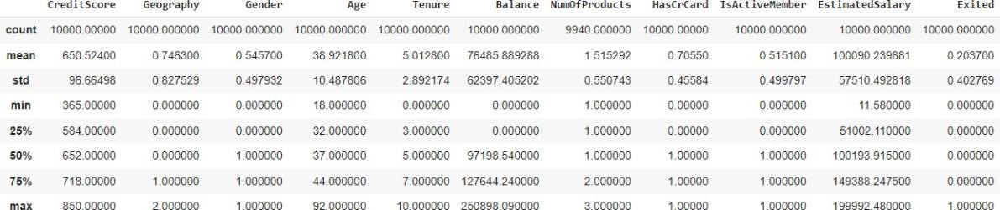 CreditScore Geography Gender Age Tenure Balance NumOfProducts HasCrCard IsActiveMember EstimatedSalary Exited
count 10000.00000 10000.000000 10000.000000 10000.000000 10000.000000 10000.000000 9940.000000 10000.00000 10000.000000 10000.000000 10000.000000
mean 650.52400 0.746300 0.545700 38.921800 5.012800 76485.889288 1.515292 0.70550 0.515100 100090.239881 0.203700
std 96.66498 0.827529 0.497932 10.487806 2.892174 62397.405202 0.550743 0.45584 0.499797 57510.492818 0.402769
min 365.00000 0.000000 0.000000 18.000000 0.000000 0.000000 1.000000 0.00000 0.000000 11.580000 0.000000
25% 584.00000 0.000000 0.000000 32.000000 3.000000 0.000000 1.000000 0.00000 0.000000 51002.110000 0.000000
50% 652.00000 0.000000 1.000000 37.000000 5.000000 97198.540000 1.000000 1.00000 1.000000 100193.915000 0.000000
75% 718.00000 1.000000 1.000000 44.000000 7.000000 127644.240000 2.000000 1.00000 1.000000 149388.247500 0.000000
max 850.00000 2.000000 1.000000 92.000000 10.000000 250898.090000 3.000000 1.00000 1.000000 199992.480000 1.000000